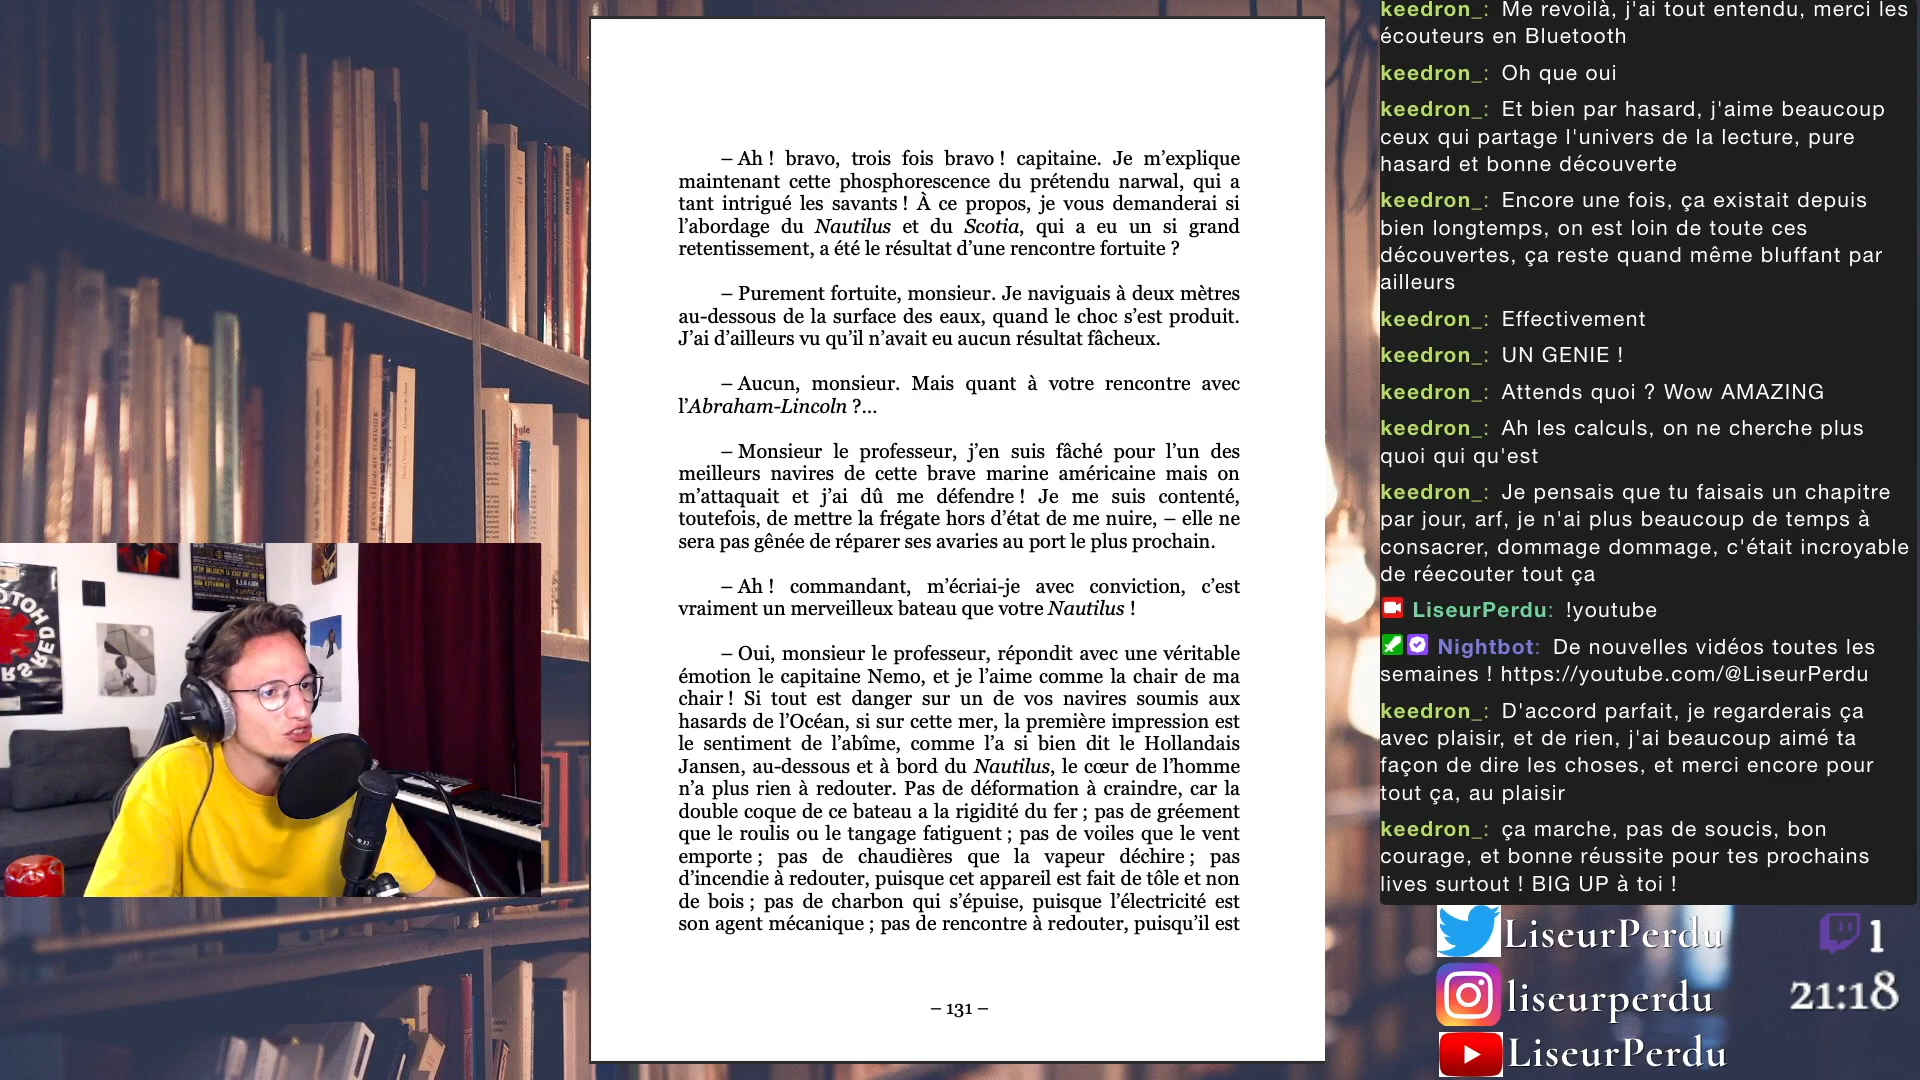 – Ah ! bravo, trois fois bravo ! capitaine. Je m’explique
maintenant cette phosphorescence du prétendu narwal, qui a
tant intrigué les savants ! À ce propos, je vous demanderai si
l’abordage du Nautilus et du Scotia, qui a eu un si grand
retentissement, a été le résultat d’une rencontre fortuite ?
– Purement fortuite, monsieur. Je naviguais à deux mètres
au-dessous de la surface des eaux, quand le choc s’est produit.
J’ai d’ailleurs vu qu’il n’avait eu aucun résultat fâcheux.
– Aucun, monsieur. Mais quant à votre rencontre avec
l’Abraham-Lincoln ?…
– Monsieur le professeur, j’en suis fâché pour l’un des
meilleurs navires de cette brave marine américaine mais on
m’attaquait et j’ai dû me défendre ! Je me suis contenté,
toutefois, de mettre la frégate hors d’état de me nuire, – elle ne
sera pas gênée de réparer ses avaries au port le plus prochain.
– Ah ! commandant, m’écriai-je avec conviction, c’est
vraiment un merveilleux bateau que votre Nautilus !
– Oui, monsieur le professeur, répondit avec une véritable
émotion le capitaine Nemo, et je l’aime comme la chair de ma
chair ! Si tout est danger sur un de vos navires soumis aux
hasards de l’Océan, si sur cette mer, la première impression est
le sentiment de l’abîme, comme l’a si bien dit le Hollandais
Jansen, au-dessous et à bord du Nautilus, le cœur de l’homme
n’a plus rien à redouter. Pas de déformation à craindre, car la
double coque de ce bateau a la rigidité du fer ; pas de gréement
que le roulis ou le tangage fatiguent ; pas de voiles que le vent
emporte ; pas de chaudières que la vapeur déchire ; pas
d’incendie à redouter, puisque cet appareil est fait de tôle et non
de bois ; pas de charbon qui s’épuise, puisque l’électricité est
son agent mécanique ; pas de rencontre à redouter, puisqu’il est
– 131 –
keedron_: Me revoilà, j'ai tout entendu, merci les
écouteurs en Bluetooth
keedron_: Oh que oui
keedron_: Et bien par hasard, j'aime beaucoup
ceux qui partage l'univers de la lecture, pure
hasard et bonne découverte
keedron_: Encore une fois, ça existait depuis
bien longtemps, on est loin de toute ces
découvertes, ça reste quand même bluffant par
ailleurs
keedron_: Effectivement
keedron_: UN GENIE !
keedron_: Attends quoi ? Wow AMAZING
keedron_: Ah les calculs, on ne cherche plus
quoi qui qu'est
keedron_: Je pensais que tu faisais un chapitre
par jour, arf, je n'ai plus beaucoup de temps à
consacrer, dommage dommage, c'était incroyable
de réecouter tout ça
LiseurPerdu: !youtube
Nightbot: De nouvelles vidéos toutes les
semaines ! https://youtube.com/@LiseurPerdu
keedron_: D'accord parfait, je regarderais ça
avec plaisir, et de rien, j'ai beaucoup aimé ta
façon de dire les choses, et merci encore pour
tout ça, au plaisir
keedron_: ça marche, pas de soucis, bon
courage, et bonne réussite pour tes prochains
lives surtout ! BIG UP à toi !
LiseurPerdu
1
liseurperdu
21:18
LiseurPerdu